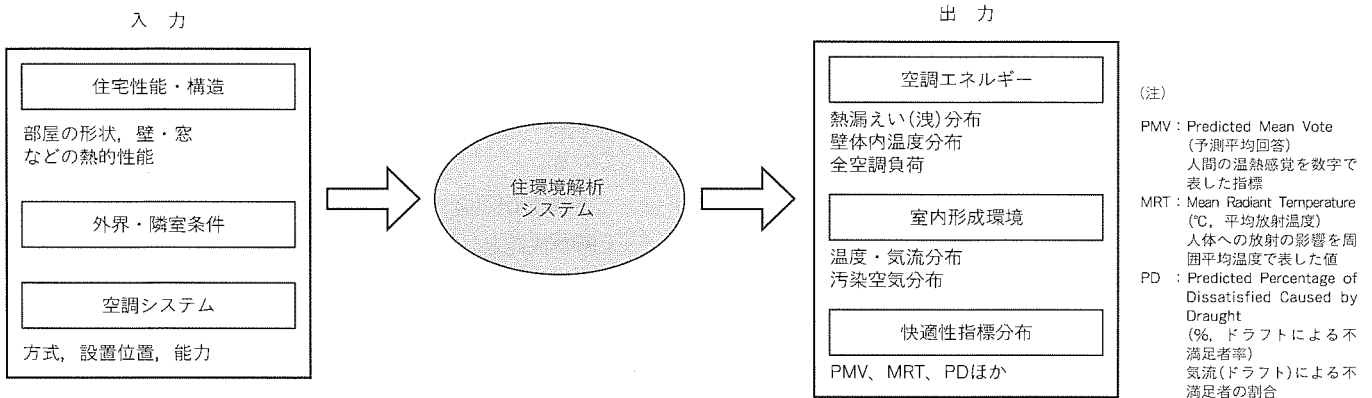 入 力
住宅性能・構造
部屋の形状，壁・窓
などの熱的性能
外界・隣室条件
空調システム
方式，設置位置，能力
住環境解析
システム
出 力
空調エネルギー
熱漏えい(洩)分布
壁体内温度分布
全空調負荷
室内形成環境
温度・気流分布
汚染空気分布
快適性指標分布
PMV、MRT、PDほか
(注)
PMV：Predicted Mean Vote
(予測平均回答)
人間の温熱感覚を数字で
表した指標
MRT：Mean Radiant Temperature
(℃，平均放射温度)
人体への放射の影響を周
囲平均温度で表した値
PD ：Predicted Percentage of
Dissatisfied Caused by
Draught
(%，ドラフトによる不
満足者率)
気流(ドラフト)による不
満足者の割合